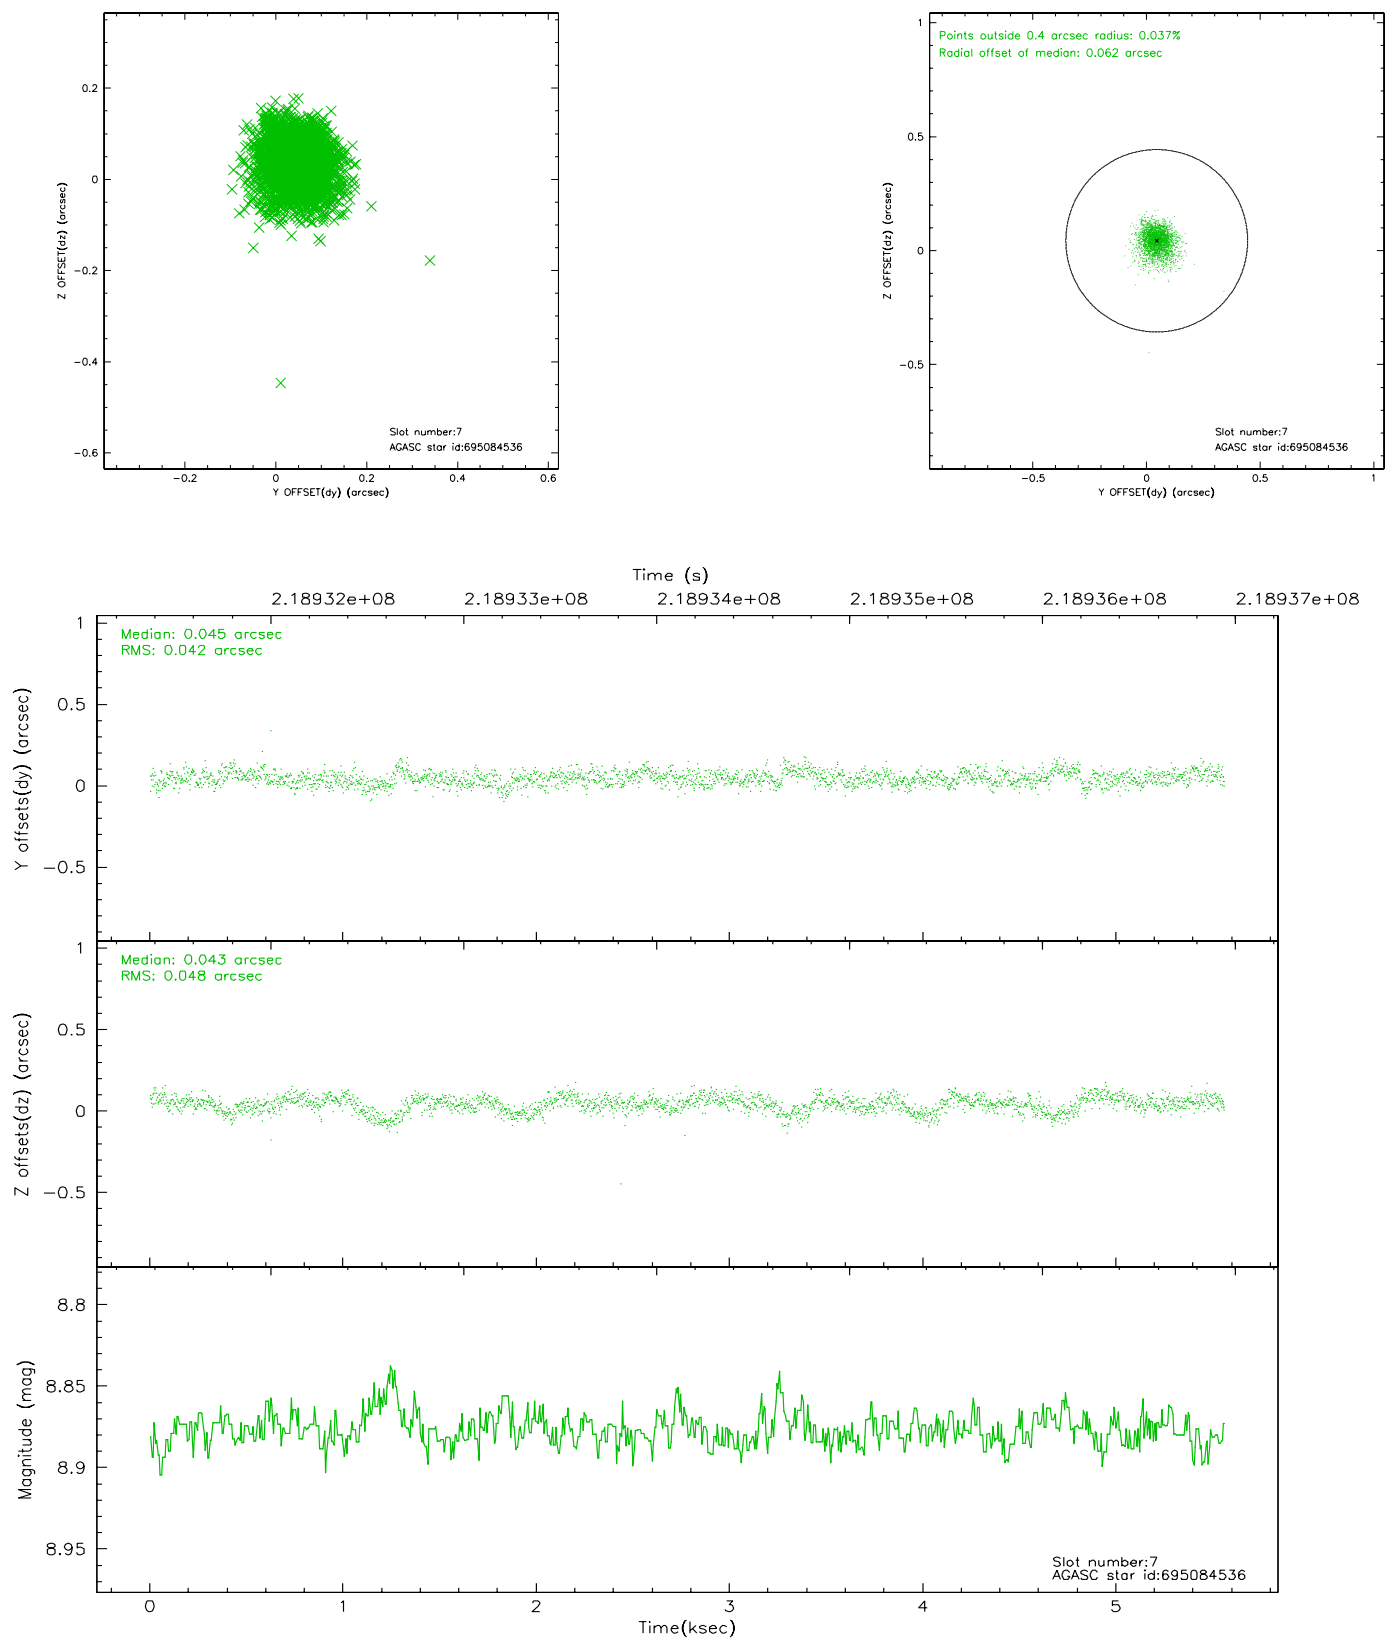 0.2
0
−0.2
−0.4
−0.6
Z OFFSET(dz) (arcsec)
Slot number:7
AGASC star id:695084536
−0.2 0 0.2 0.4 0.6
Y OFFSET(dy) (arcsec)
Points outside 0.4 arcsec radius: 0.037%
Radial offset of median: 0.062 arcsec
1
0.5
0
−0.5
Z OFFSET(dz) (arcsec)
Slot number:7
AGASC star id:695084536
−0.5 0 0.5 1
Y OFFSET(dy) (arcsec)
Time (s)
2.18932e+08 2.18933e+08 2.18934e+08 2.18935e+08 2.18936e+08 2.18937e+08
Median: 0.045 arcsec
RMS: 0.042 arcsec
1
0.5
0
−0.5
Y offsets(dy) (arcsec)
Median: 0.043 arcsec
RMS: 0.048 arcsec
1
0.5
0
−0.5
Z offsets(dz) (arcsec)
8.8
8.85
8.9
8.95
Magnitude (mag)
Slot number:7
AGASC star id:695084536
0 1 2 3 4 5
Time(ksec)